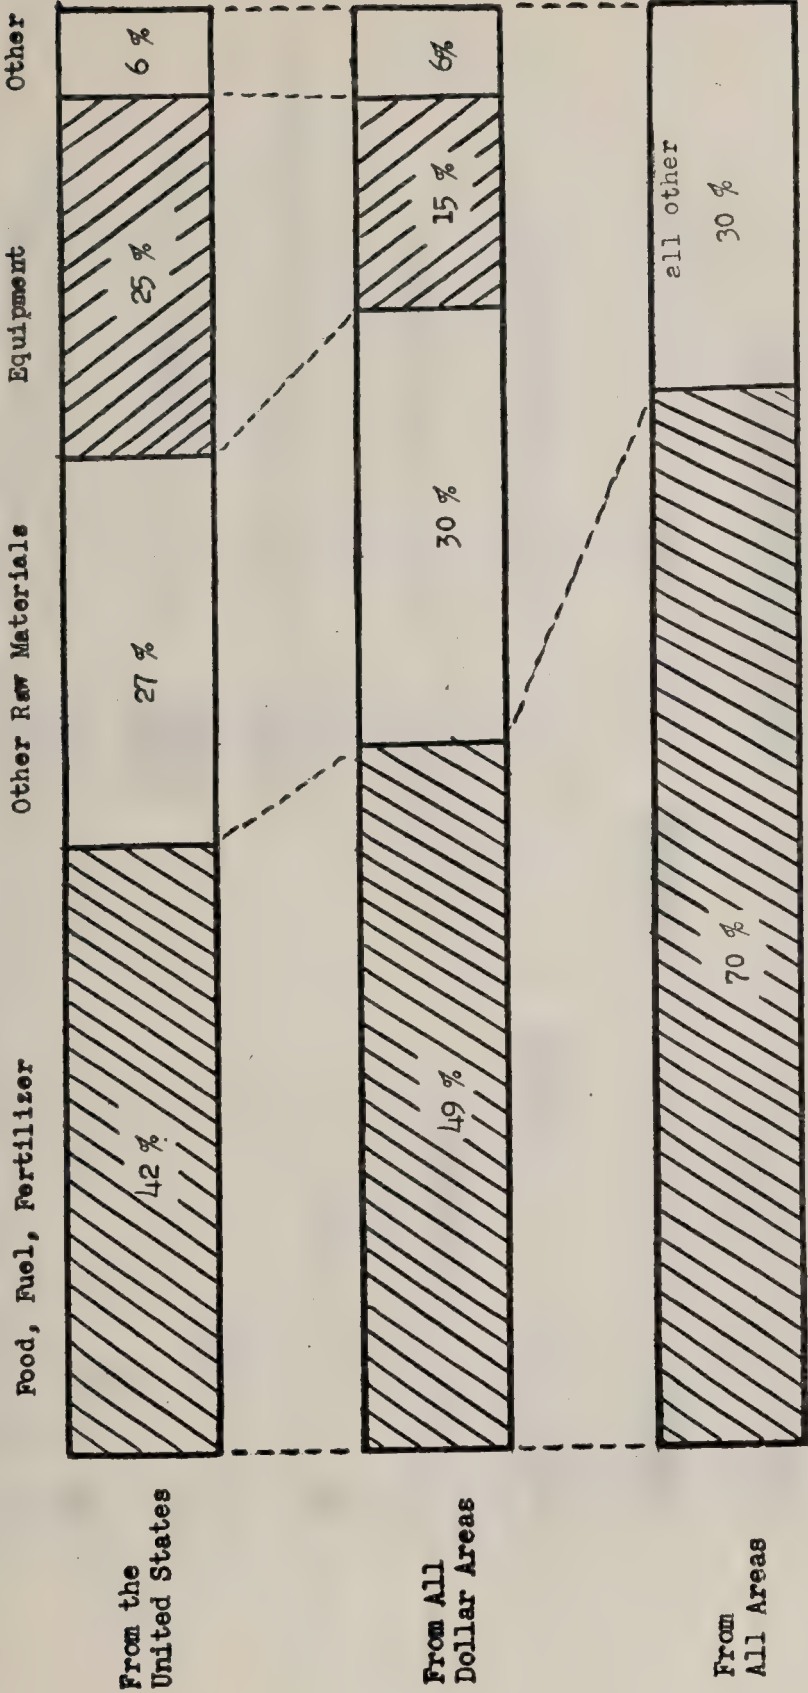 Food, Fuel, Fertilizer Other Raw Materials Equipment Other
From the
United States
42 % 27 % 25 % 6 %
From All
Dollar Areas
49 % 30 % 15 % 6%
From
All Areas
70 % all other
30 %